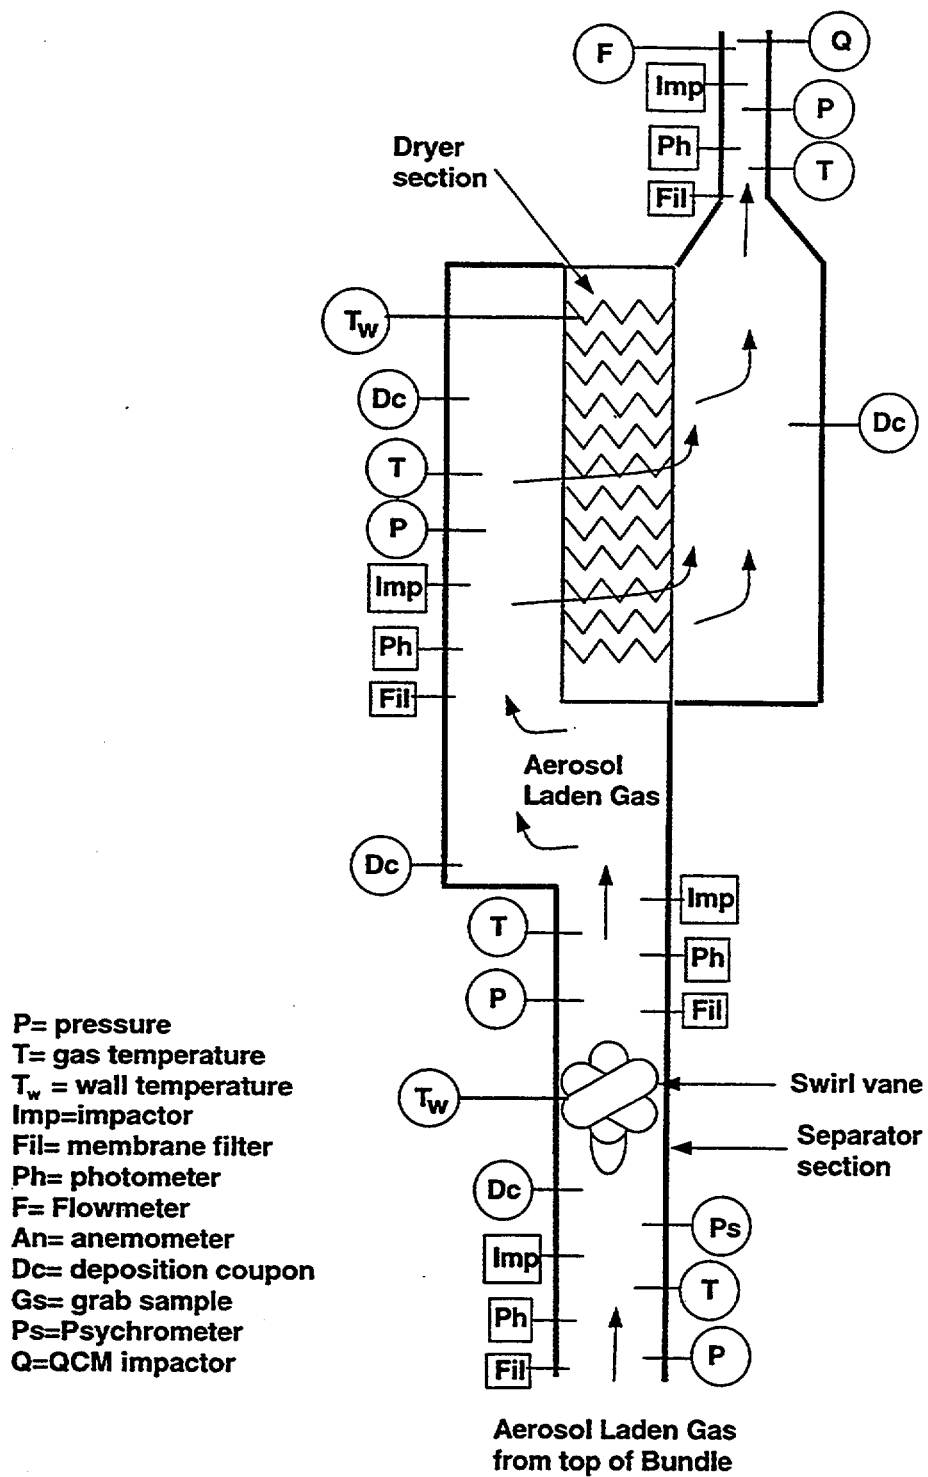 F
Q
Imp
P
Ph
T
Fil
Dryer
section
Tw
Dc
Dc
T
P
Imp
Ph
Fil
Aerosol
Laden Gas
Dc
Imp
T
Ph
P
Fil
Swirl vane
Tw
Separator
section
Dc
Ps
Imp
T
Ph
P
Fil
P= pressure
T= gas temperature
Tw = wall temperature
Imp=impactor
Fil= membrane filter
Ph= photometer
F= Flowmeter
An= anemometer
Dc= deposition coupon
Gs= grab sample
Ps=Psychrometer
Q=QCM impactor
Aerosol Laden Gas
from top of Bundle